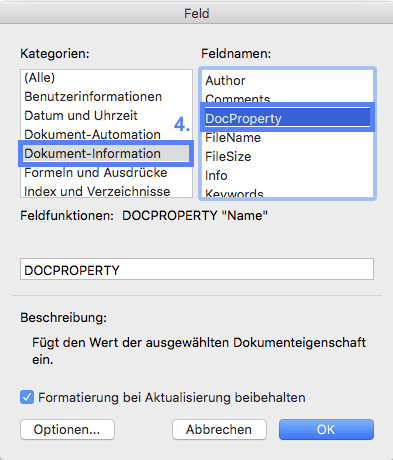 Feld
Kategorien:
(Alle)
Benutzerinformationen
Datum und Uhrzeit
Dokument-Automation
Dokument-Information
Formeln und Ausdrücke
Index und Verzeichnisse
4.
Feldnamen:
Author
Comments
DocProperty
FileName
FileSize
Info
Keywords
Feldfunktionen: DOCPROPERTY "Name"
DOCPROPERTY
Beschreibung:
Fügt den Wert der ausgewählten Dokumenteigenschaft
ein.
Formatierung bei Aktualisierung beibehalten
Optionen...
Abbrechen
OK